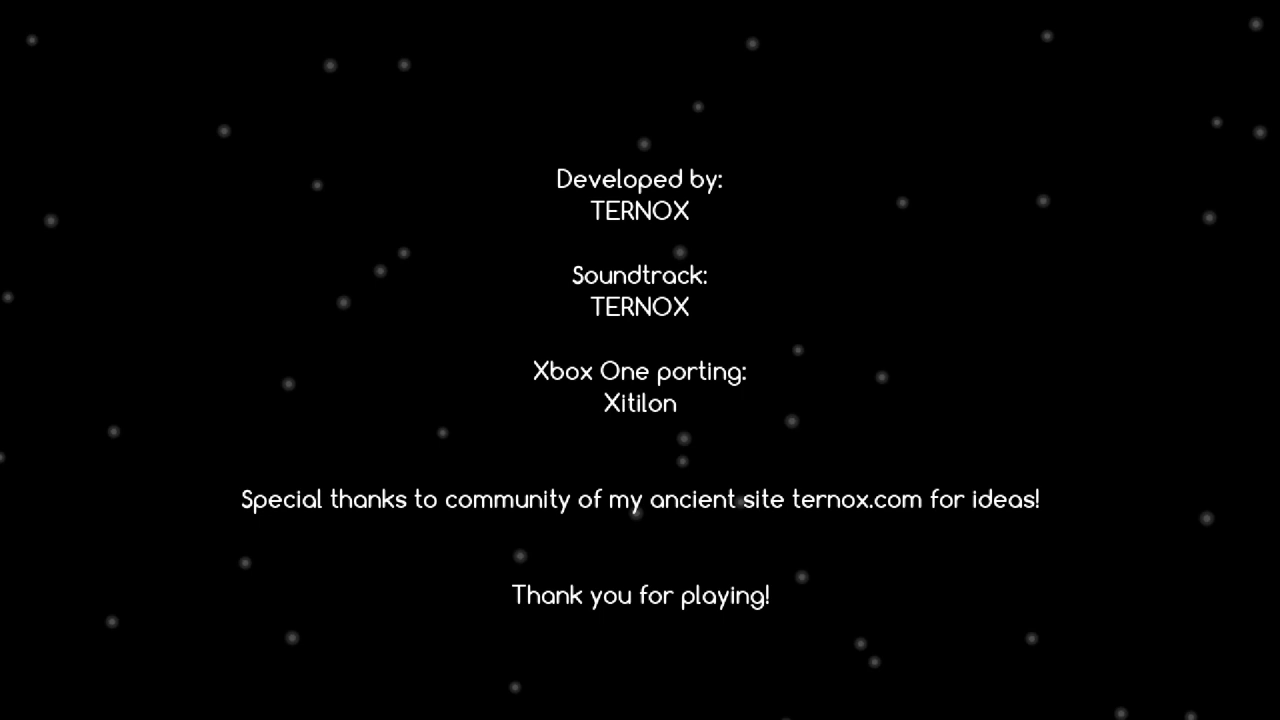 Developed by:
TERNOX
Soundtrack:
TERNOX
Xbox One porting:
Xitilon
Special thanks to community of my ancient site ternox.com for ideas!
Thank you for playing!